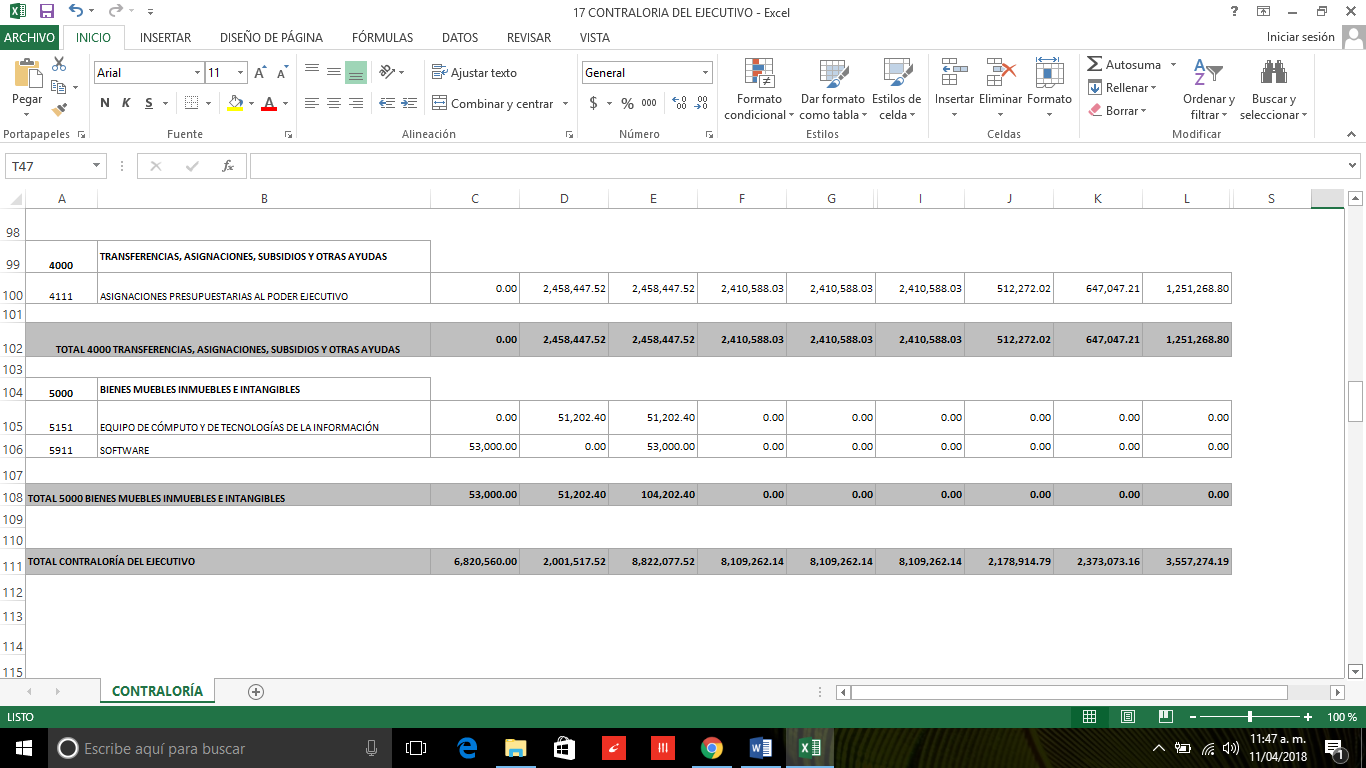 17 CONTRALORIA DEL EJECUTIVO - Excel
ARCHIVO INICIO INSERTAR DISEÑO DE PÁGINA FÓRMULAS DATOS REVISAR VISTA Iniciar sesión
Pegar
Portapapeles
Arial 11
N K S
Fuente
Ajustar texto
Combinar y centrar
Alineación
General
$ % 000
Número
Formato condicional
Dar formato como tabla
Estilos de celda
Estilos
Insertar Eliminar Formato
Celdas
Autosuma
Rellenar
Borrar
Ordenar y filtrar
Buscar y seleccionar
Modificar
T47 fx
A B C D E F G I J K L S
98
99 4000 TRANSFERENCIAS, ASIGNACIONES, SUBSIDIOS Y OTRAS AYUDAS
100 4111 ASIGNACIONES PRESUPUESTARIAS AL PODER EJECUTIVO 0.00 2,458,447.52 2,458,447.52 2,410,588.03 2,410,588.03 2,410,588.03 512,272.02 647,047.21 1,251,268.80
101
102 TOTAL 4000 TRANSFERENCIAS, ASIGNACIONES, SUBSIDIOS Y OTRAS AYUDAS 0.00 2,458,447.52 2,458,447.52 2,410,588.03 2,410,588.03 2,410,588.03 512,272.02 647,047.21 1,251,268.80
103
104 5000 BIENES MUEBLES INMUEBLES E INTANGIBLES
105 5151 EQUIPO DE CÓMPUTO Y DE TECNOLOGÍAS DE LA INFORMACIÓN 0.00 51,202.40 51,202.40 0.00 0.00 0.00 0.00 0.00 0.00
106 5911 SOFTWARE 53,000.00 0.00 53,000.00 0.00 0.00 0.00 0.00 0.00 0.00
107
108 TOTAL 5000 BIENES MUEBLES INMUEBLES E INTANGIBLES 53,000.00 51,202.40 104,202.40 0.00 0.00 0.00 0.00 0.00 0.00
109
110
111 TOTAL CONTRALORÍA DEL EJECUTIVO 6,820,560.00 2,001,517.52 8,822,077.52 8,109,262.14 8,109,262.14 8,109,262.14 2,178,914.79 2,373,073.16 3,557,274.19
112
113
114
115
CONTRALORÍA
LISTO 100 %
Escribe aquí para buscar
11:47 a. m.
11/04/2018
1